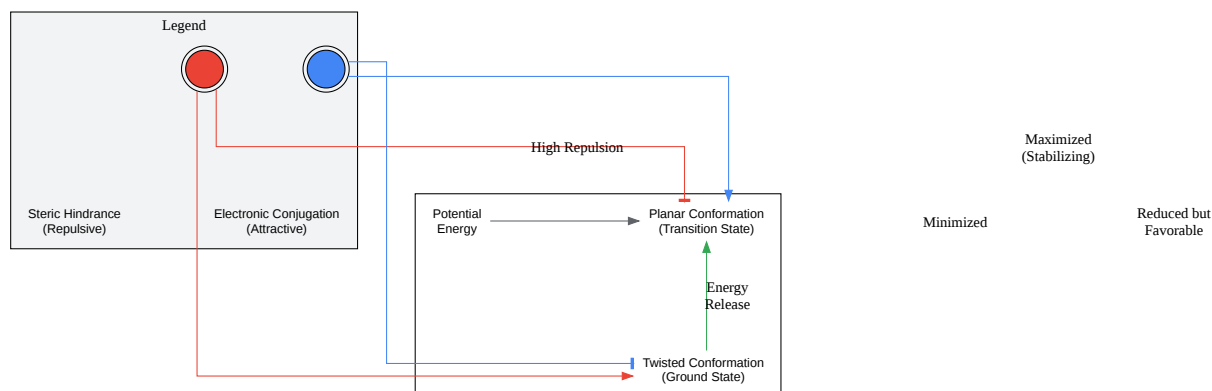 Legend
Steric Hindrance
(Repulsive)
Electronic Conjugation
(Attractive)
High Repulsion
Potential
Energy
Planar Conformation
(Transition State)
Energy
Release
Twisted Conformation
(Ground State)
Maximized
(Stabilizing)
Minimized
Reduced but
Favorable